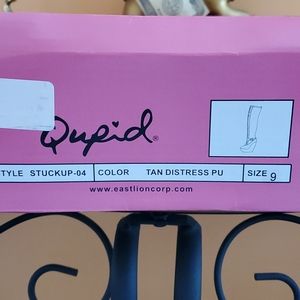 Qupid®
STYLE STUCKUP-04 COLOR TAN DISTRESS PU SIZE 9
www.eastlioncorp.com